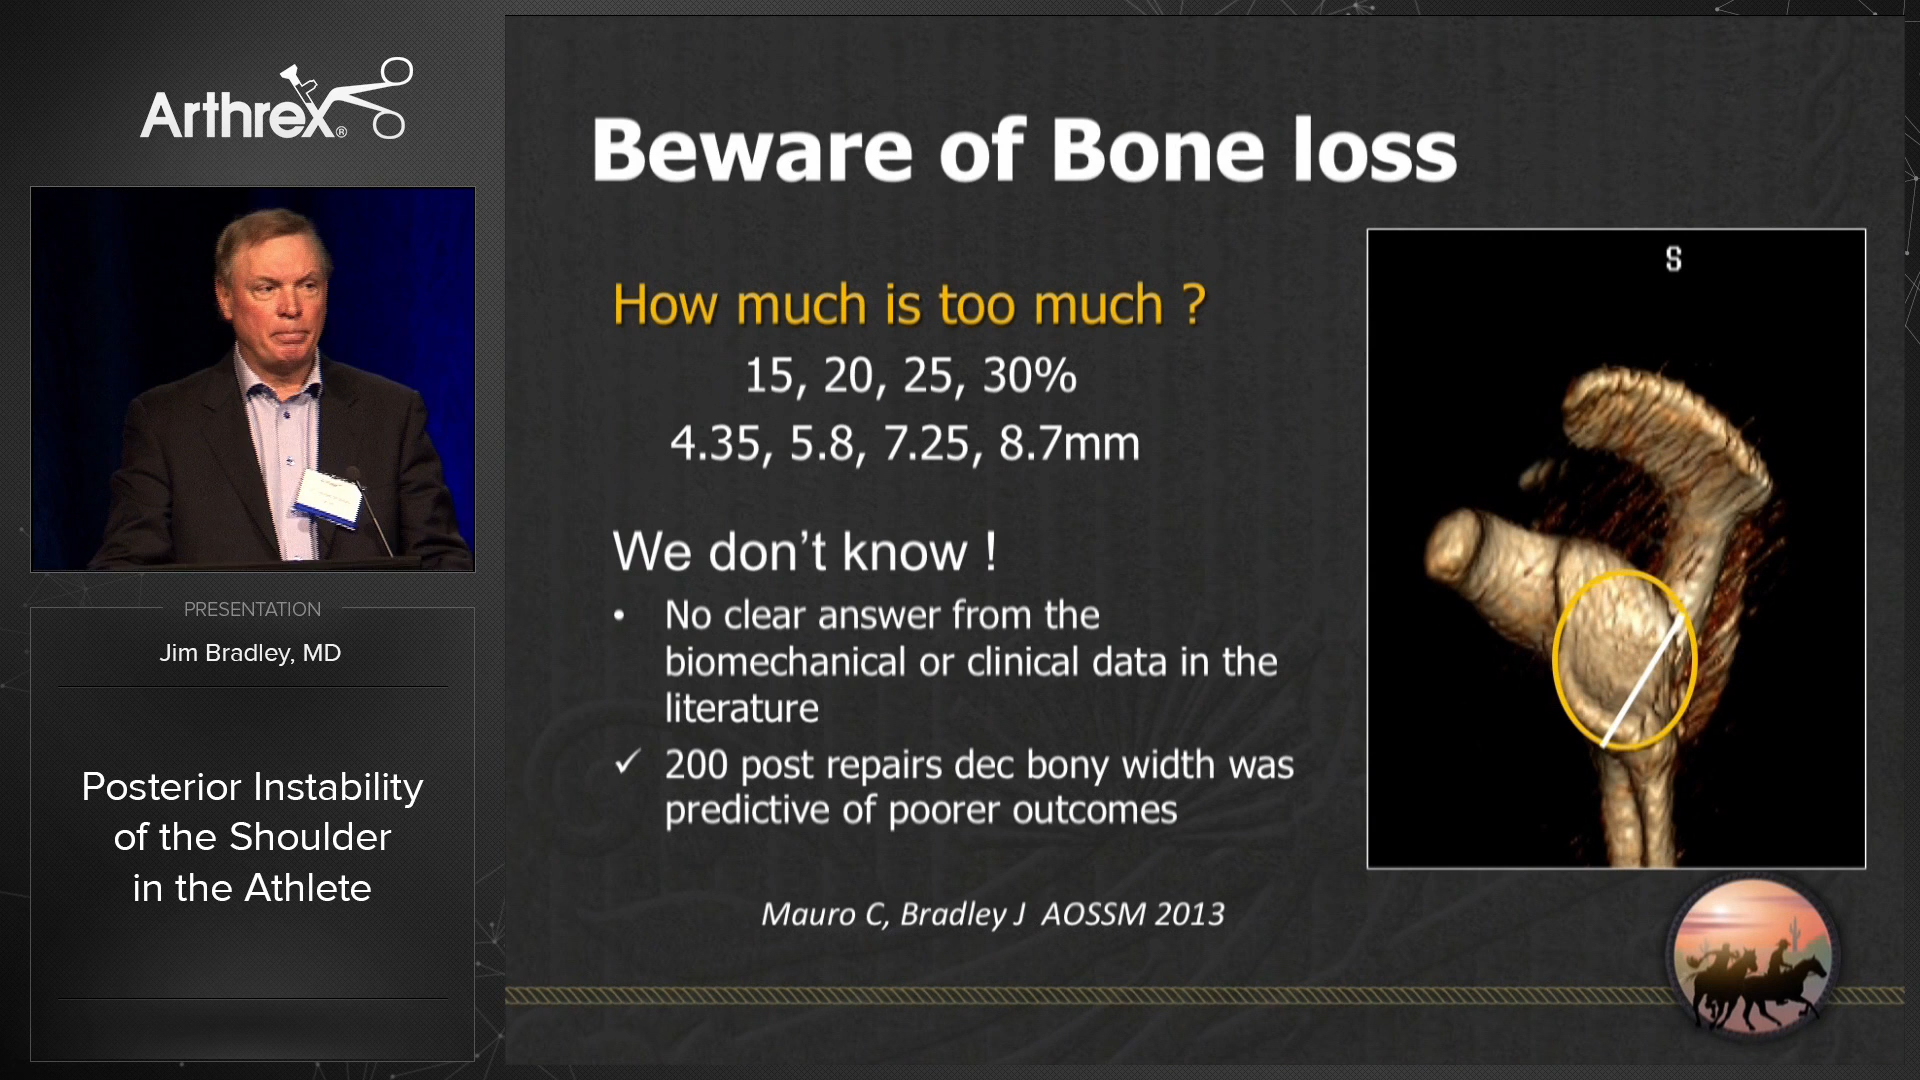 Arthrex®
PRESENTATION
Jim Bradley, MD
Posterior Instability
of the Shoulder
in the Athlete
Beware of Bone loss
How much is too much ?
15, 20, 25, 30%
4.35, 5.8, 7.25, 8.7mm
We don’t know !
• No clear answer from the
biomechanical or clinical data in the
literature
✓ 200 post repairs dec bony width was
predictive of poorer outcomes
Mauro C, Bradley J AOSSM 2013
S